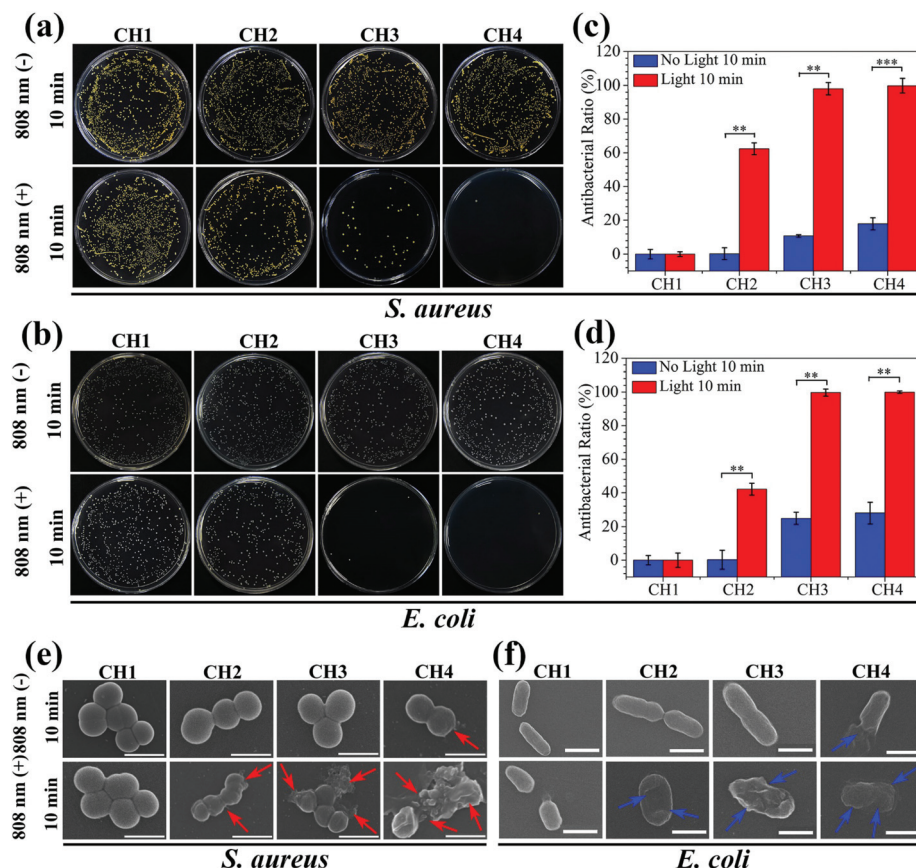 (a)
CH1 CH2 CH3 CH4
808 nm (-)
10 min
808 nm (+)
10 min
S. aureus
(c)
Antibacterial Ratio (%)
120
100
80
60
40
20
0
No Light 10 min
Light 10 min
** ** ***
CH1 CH2 CH3 CH4
(b)
CH1 CH2 CH3 CH4
808 nm (-)
10 min
808 nm (+)
10 min
E. coli
(d)
Antibacterial Ratio (%)
120
100
80
60
40
20
0
No Light 10 min
Light 10 min
** ** **
CH1 CH2 CH3 CH4
(e)
CH1 CH2 CH3 CH4
808 nm (-)
10 min
808 nm (+)
10 min
S. aureus
(f)
CH1 CH2 CH3 CH4
E. coli